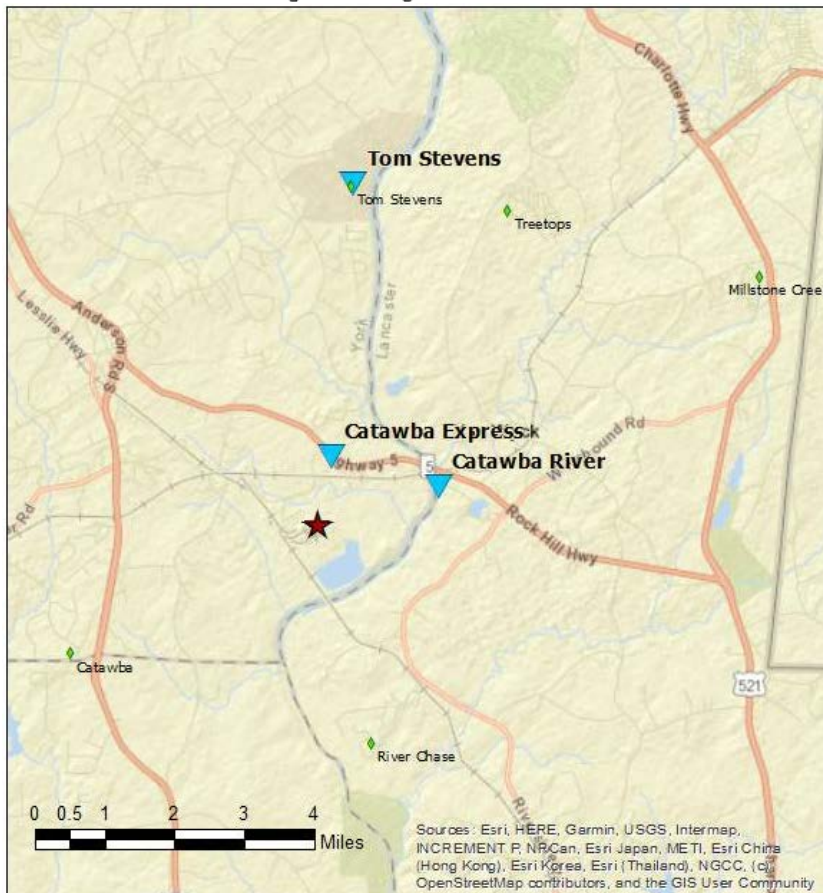 Charlotte Hwy
Tom Stevens
Tom Stevens
Treetops
Millstone Cree
Lesslie Hwy
Anderson Rd S
York
Lancaster
Catawba Express
Highway 5
5
Catawba River
Rd
Rock Hill Hwy
Rd
Catawba
521
River Chase
0 0.5 1 2 3 4
Miles
Sources: Esri, HERE, Garmin, USGS, Intermap,
INCREMENT P, NRCan, Esri Japan, METI, Esri China
(Hong Kong), Esri Korea, Esri (Thailand), NGCC, (c)
OpenStreetMap contributors, and the GIS User Community